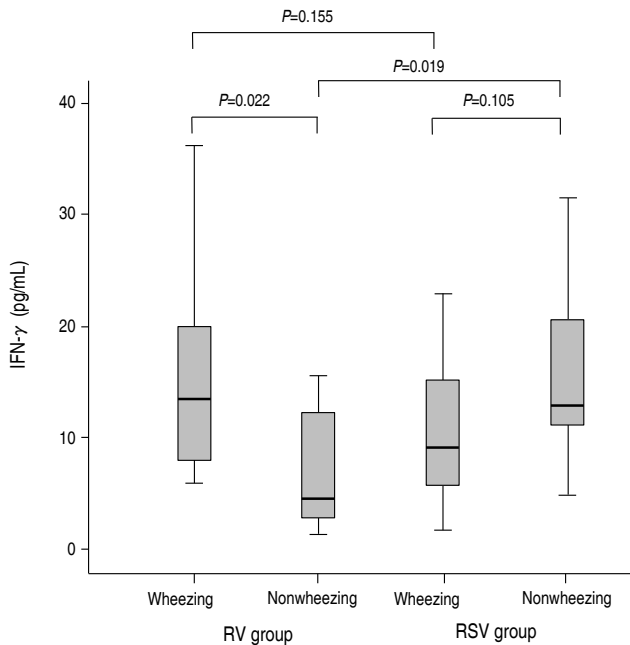 P=0.155
P=0.019
P=0.022
P=0.105
40
30
20
10
0
IFN-γ (pg/mL)
Wheezing Nonwheezing Wheezing Nonwheezing
RV group RSV group